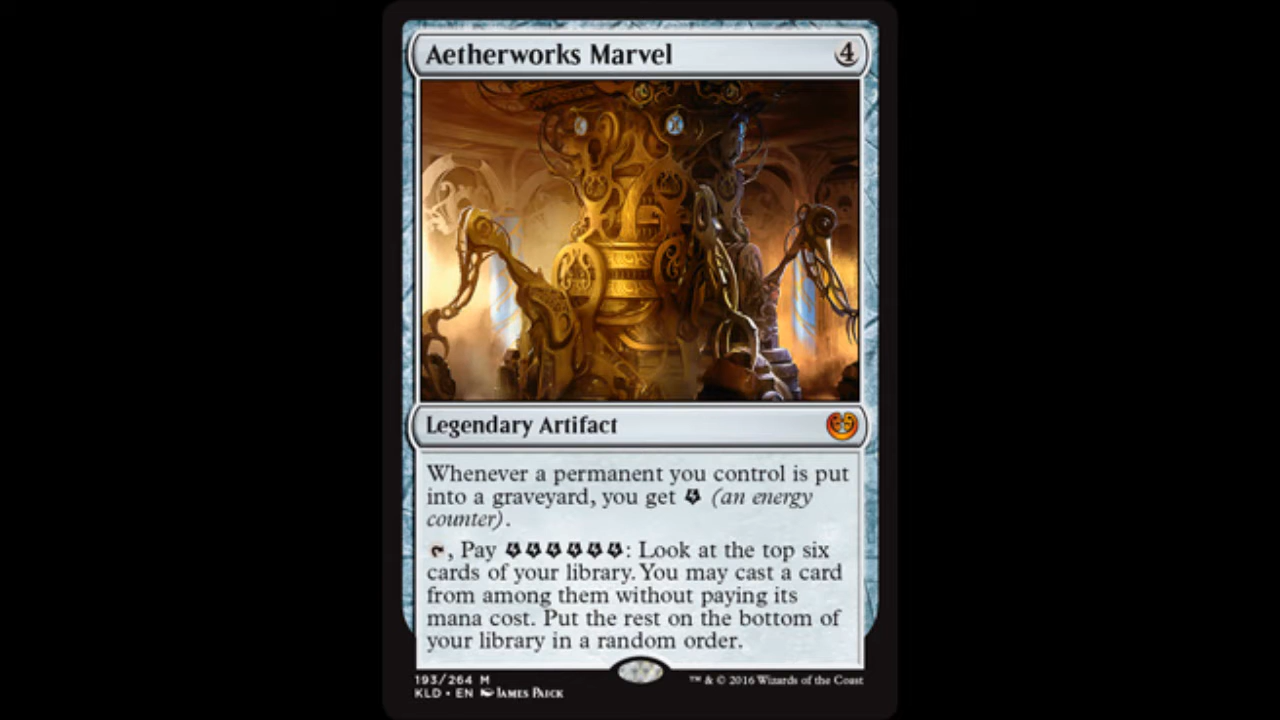 Aetherworks Marvel 4
Legendary Artifact
Whenever a permanent you control is put
into a graveyard, you get (an energy
counter).
, Pay : Look at the top six
cards of your library. You may cast a card
from among them without paying its
mana cost. Put the rest on the bottom of
your library in a random order.
193/264 M
KLD • EN James Paick
™ & © 2016 Wizards of the Coast